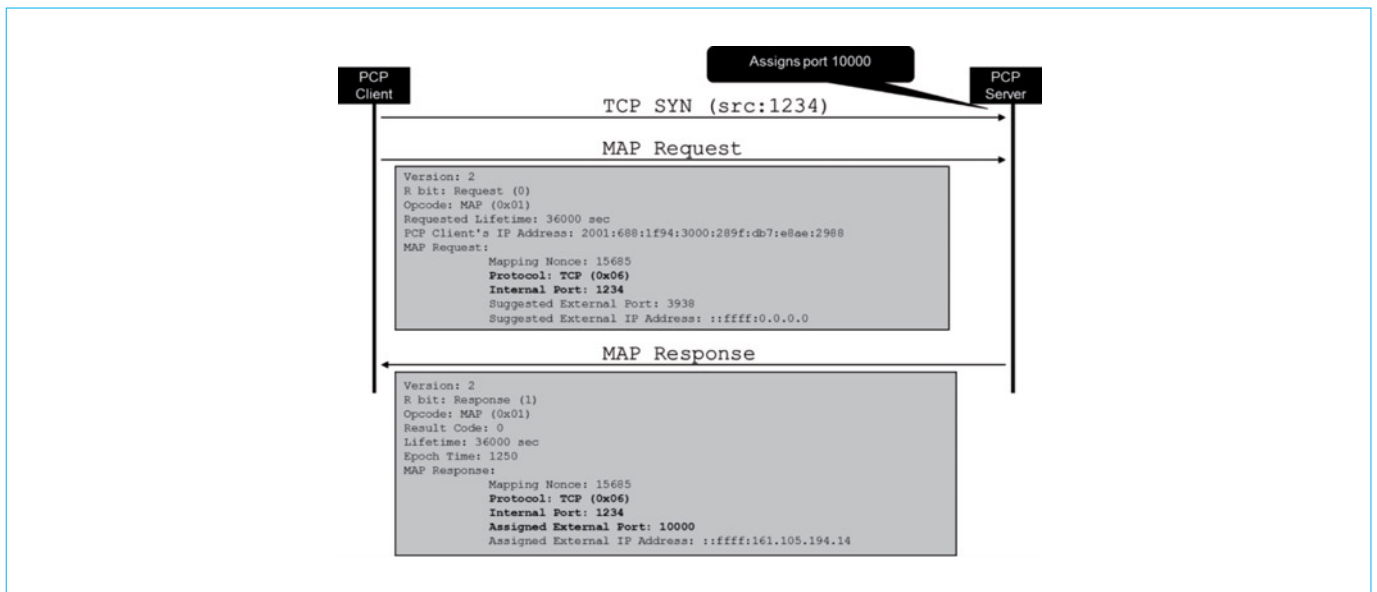 Assigns port 10000
PCP
Client
PCP
Server
TCP SYN (src:1234)
MAP Request
Version: 2
R bit: Request (0)
Opcode: MAP (0x01)
Requested Lifetime: 36000 sec
PCP Client's IP Address: 2001:688:1f94:3000:289f:db7:e8ae:2988
MAP Request:
Mapping Nonce: 15685
Protocol: TCP (0x06)
Internal Port: 1234
Suggested External Port: 3938
Suggested External IP Address: ::ffff:0.0.0.0
MAP Response
Version: 2
R bit: Response (1)
Opcode: MAP (0x01)
Result Code: 0
Lifetime: 36000 sec
Epoch Time: 1250
MAP Response:
Mapping Nonce: 15685
Protocol: TCP (0x06)
Internal Port: 1234
Assigned External Port: 10000
Assigned External IP Address: ::ffff:161.105.194.14